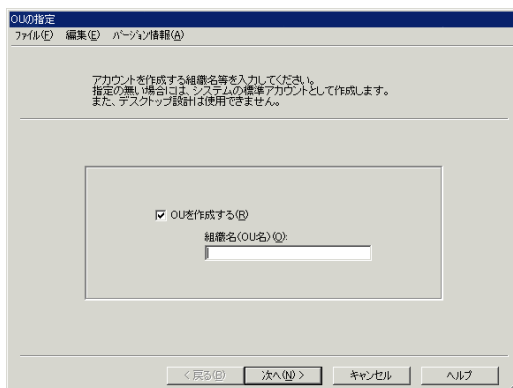 OUの指定
ファイル(F) 編集(E) バージョン情報(A)
アカウントを作成する組織名等を入力してください。
指定の無い場合には、システムの標準アカウントとして作成します。
また、デスクトップ設計は使用できません。
OUを作成する(R)
組織名(OU名)(O):
< 戻る(B) 次へ(N) > キャンセル ヘルプ